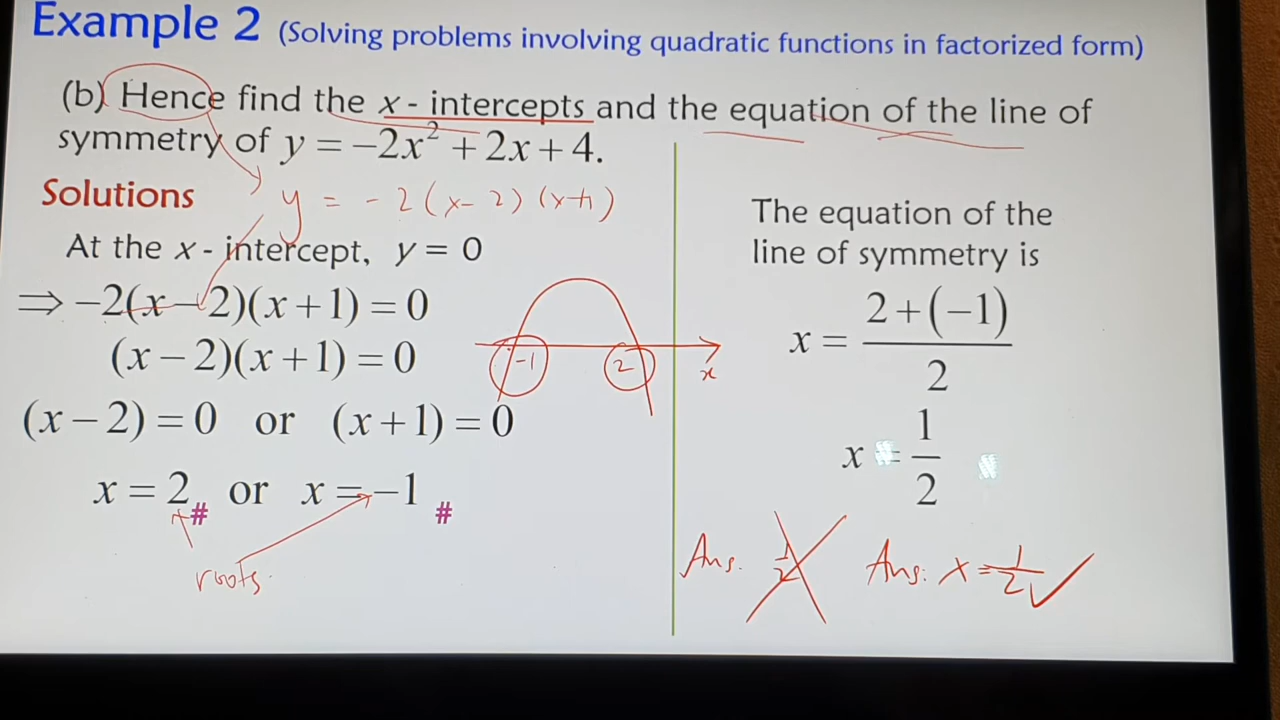 Example 2 (Solving problems involving quadratic functions in factorized form)
(b) Hence find the x - intercepts and the equation of the line of
symmetry of y = −2x² + 2x + 4.
Solutions
y = -2(x-2)(x+1)
At the x - intercept, y = 0
⟹ −2(x − 2)(x + 1) = 0
(x − 2)(x + 1) = 0
(x − 2) = 0 or (x + 1) = 0
x = 2 # or x = −1 #
roots.
-1 2 x
The equation of the
line of symmetry is
x = (2 + (−1))/2
x = 1/2
Ans. 1/2 Ans: x = 1/2 ✓